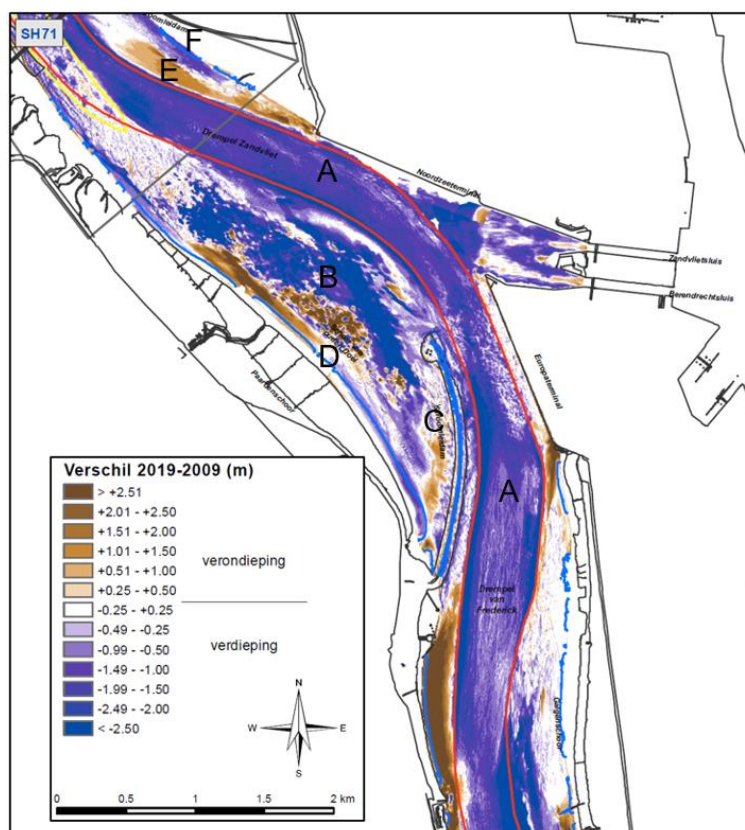 SH71
F
E
Drempel Zandvliet
A
Noordzeeterminal
Zandvlietsluis
Berendrechtsluis
B
D
Paardenschoor
Europaterminal
C
A
Drempel
van
Frederick
Galgenschoor
Verschil 2019-2009 (m)
> +2.51
+2.01 - +2.50
+1.51 - +2.00
+1.01 - +1.50
+0.51 - +1.00
+0.25 - +0.50
-0.25 - +0.25
-0.49 - -0.25
-0.99 - -0.50
-1.49 - -1.00
-1.99 - -1.50
-2.49 - -2.00
< -2.50
verondieping
verdieping
N
W E
S
0 0.5 1 1.5 2 km